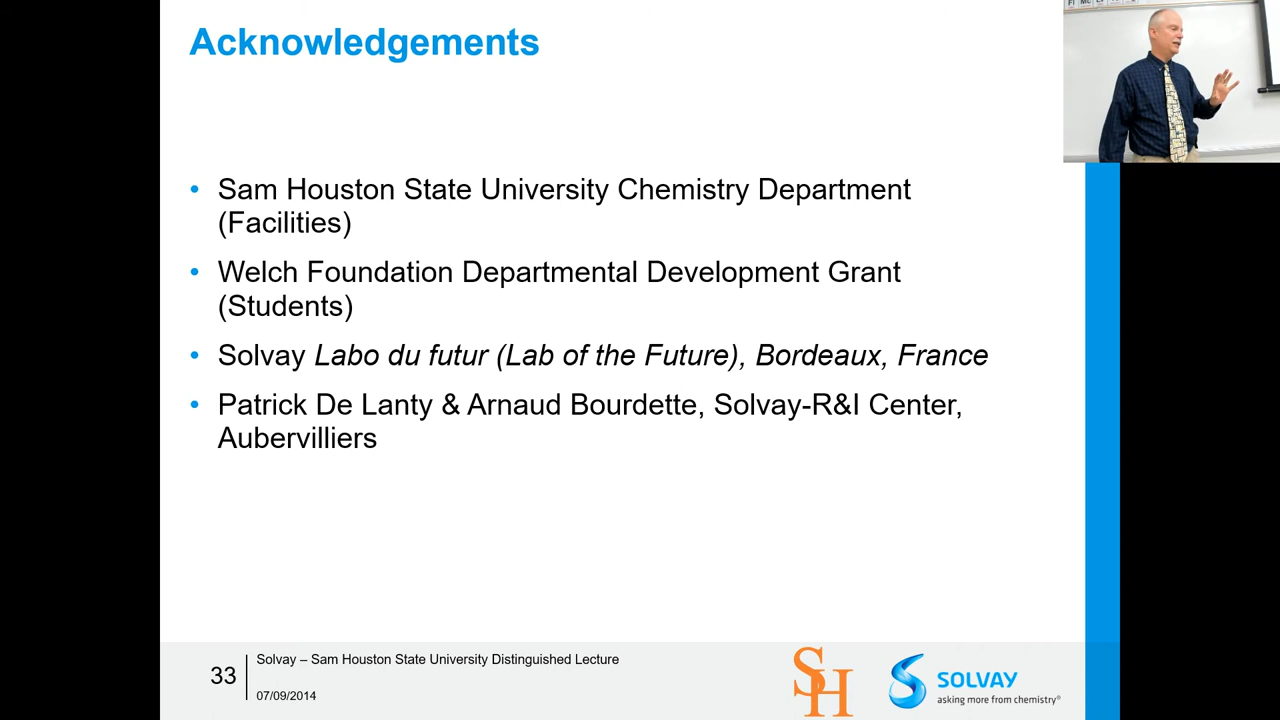 Acknowledgements
• Sam Houston State University Chemistry Department
(Facilities)
• Welch Foundation Departmental Development Grant
(Students)
• Solvay Labo du futur (Lab of the Future), Bordeaux, France
• Patrick De Lanty & Arnaud Bourdette, Solvay-R&I Center,
Aubervilliers
33
Solvay – Sam Houston State University Distinguished Lecture
07/09/2014
SH
SOLVAY
asking more from chemistry®